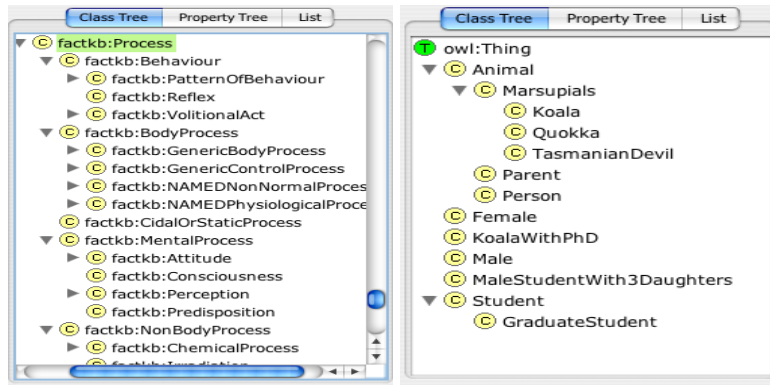 Class Tree Property Tree List
C factkb:Process
C factkb:Behaviour
C factkb:PatternOfBehaviour
C factkb:Reflex
C factkb:VolitionalAct
C factkb:BodyProcess
C factkb:GenericBodyProcess
C factkb:GenericControlProcess
C factkb:NAMEDNonNormalProces
C factkb:NAMEDPhysiologicalProce
C factkb:CidalOrStaticProcess
C factkb:MentalProcess
C factkb:Attitude
C factkb:Consciousness
C factkb:Perception
C factkb:Predisposition
C factkb:NonBodyProcess
C factkb:ChemicalProcess
Class Tree Property Tree List
T owl:Thing
C Animal
C Marsupials
C Koala
C Quokka
C TasmanianDevil
C Parent
C Person
C Female
C KoalaWithPhD
C Male
C MaleStudentWith3Daughters
C Student
C GraduateStudent